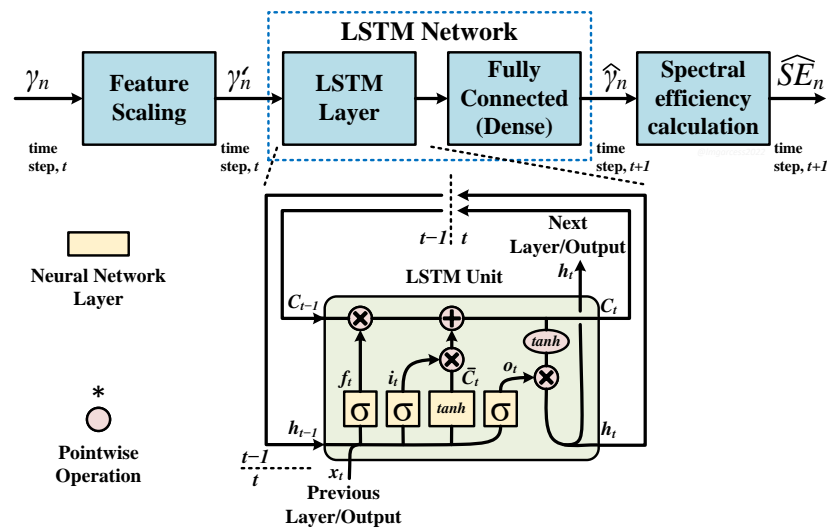 LSTM Network
γn
Feature
Scaling
γ′n
LSTM
Layer
Fully
Connected
(Dense)
γ̂n
Spectral
efficiency
calculation
ŜEn
time
step, t
time
step, t
time
step, t+1
time
step, t+1
t−1 t
Next
Layer/Output
ht
Neural Network
Layer
LSTM Unit
Ct−1
×
+
Ct
tanh
ft
it
×
C̄t
ot
×
σ
σ
tanh
σ
ht−1
ht
*
Pointwise
Operation
t−1
t
xt
Previous
Layer/Output